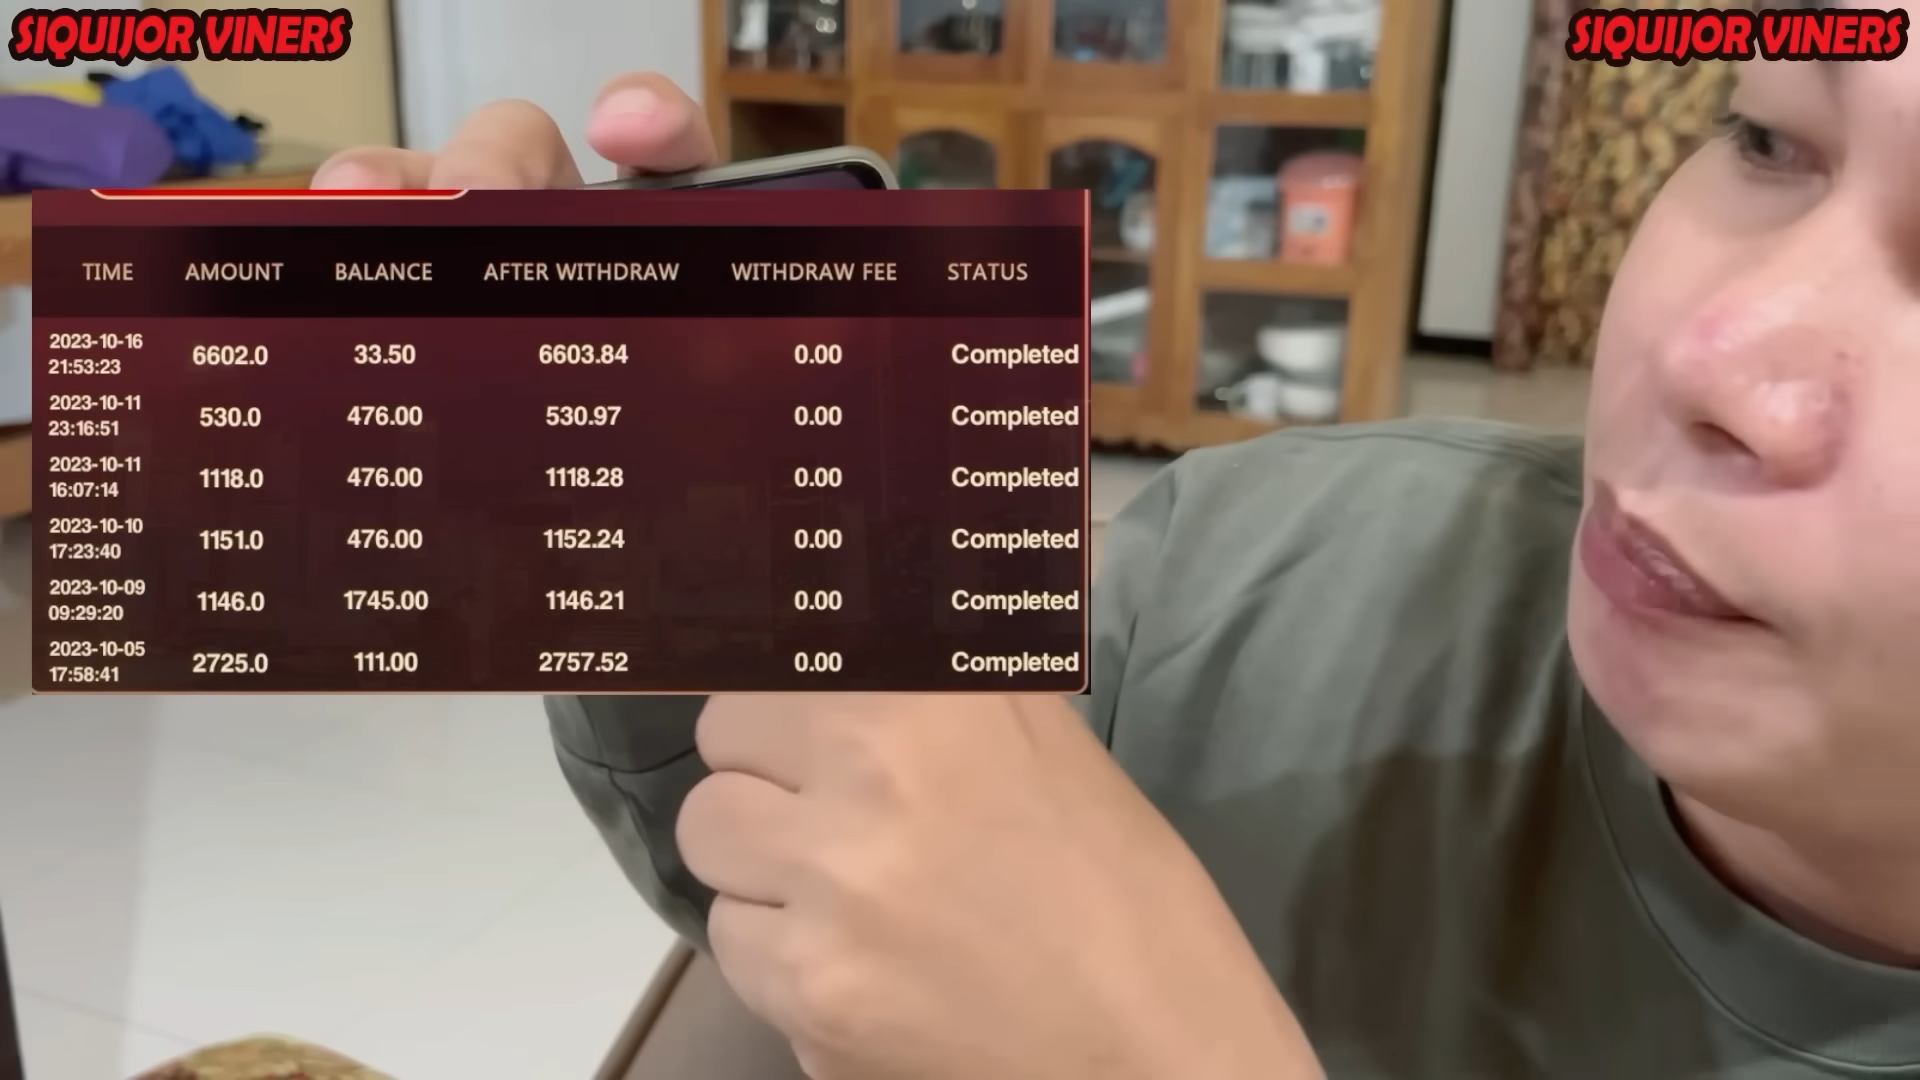 SIQUIJOR VINERS
SIQUIJOR VINERS
TIME AMOUNT BALANCE AFTER WITHDRAW WITHDRAW FEE STATUS
2023-10-16 21:53:23 6602.0 33.50 6603.84 0.00 Completed
2023-10-11 23:16:51 530.0 476.00 530.97 0.00 Completed
2023-10-11 16:07:14 1118.0 476.00 1118.28 0.00 Completed
2023-10-10 17:23:40 1151.0 476.00 1152.24 0.00 Completed
2023-10-09 09:29:20 1146.0 1745.00 1146.21 0.00 Completed
2023-10-05 17:58:41 2725.0 111.00 2757.52 0.00 Completed